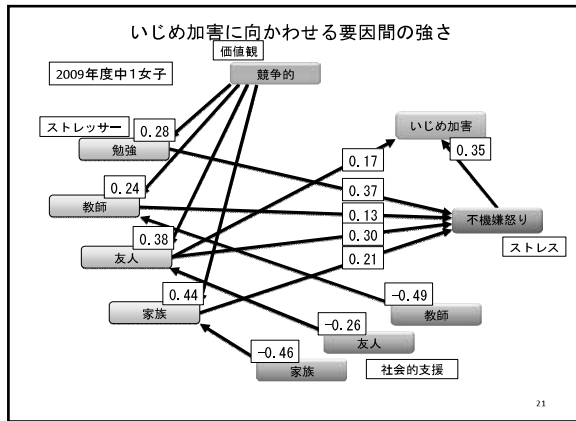 いじめ加害に向かわせる要因間の強さ
価値観
2009年度中1女子
競争的
ストレッサー
0.28
勉強
いじめ加害
0.17
0.35
0.24
教師
0.37
0.13
不機嫌怒り
0.38
友人
0.30
ストレス
0.21
0.44
家族
-0.49
教師
-0.26
友人
-0.46
家族
社会的支援
21